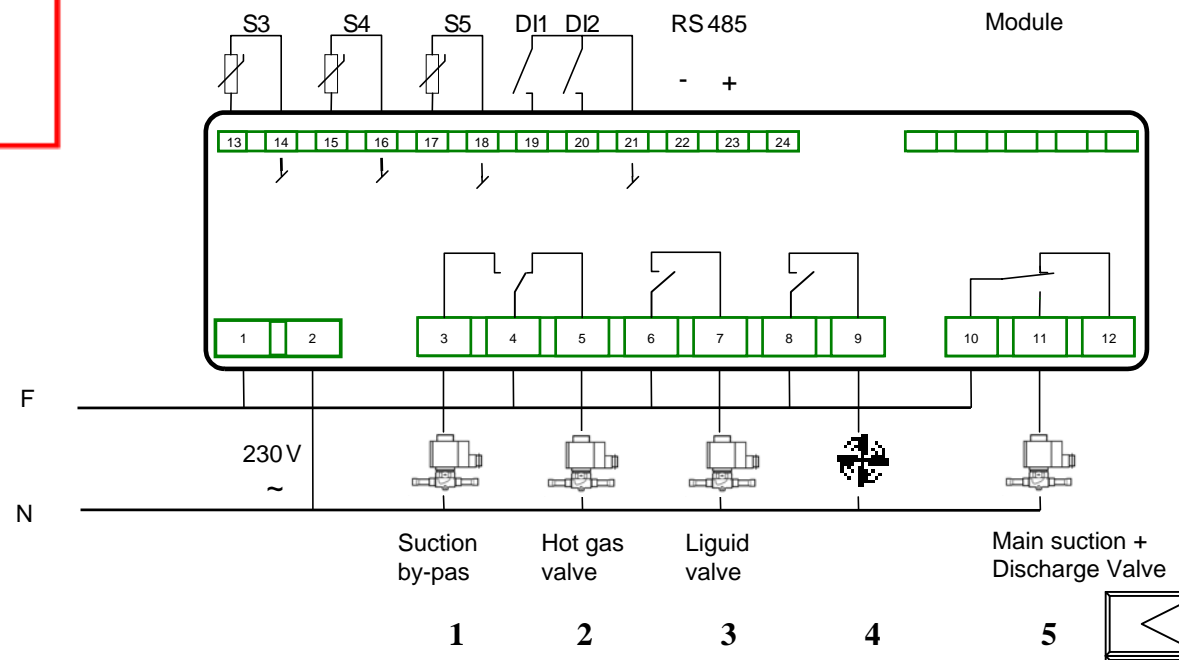 S3 S4 S5 DI1 DI2 RS 485 Module
- +
13 14 15 16 17 18 19 20 21 22 23 24
1 2 3 4 5 6 7 8 9 10 11 12
F
230 V
~
N
Suction
by-pas
Hot gas
valve
Liguid
valve
Main suction +
Discharge Valve
1 2 3 4 5